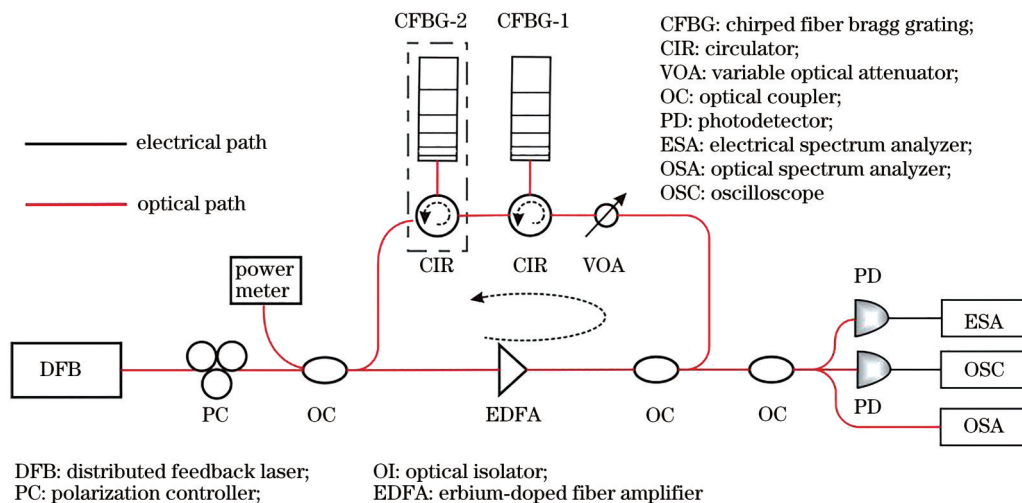 CFBG-2
CFBG-1
CFBG: chirped fiber bragg grating;
CIR: circulator;
VOA: variable optical attenuator;
OC: optical coupler;
PD: photodetector;
ESA: electrical spectrum analyzer;
OSA: optical spectrum analyzer;
OSC: oscilloscope
electrical path
optical path
CIR
CIR
VOA
power
meter
PD
ESA
DFB
OSC
PC
OC
EDFA
OC
OC
PD
OSA
DFB: distributed feedback laser;
OI: optical isolator;
PC: polarization controller;
EDFA: erbium-doped fiber amplifier